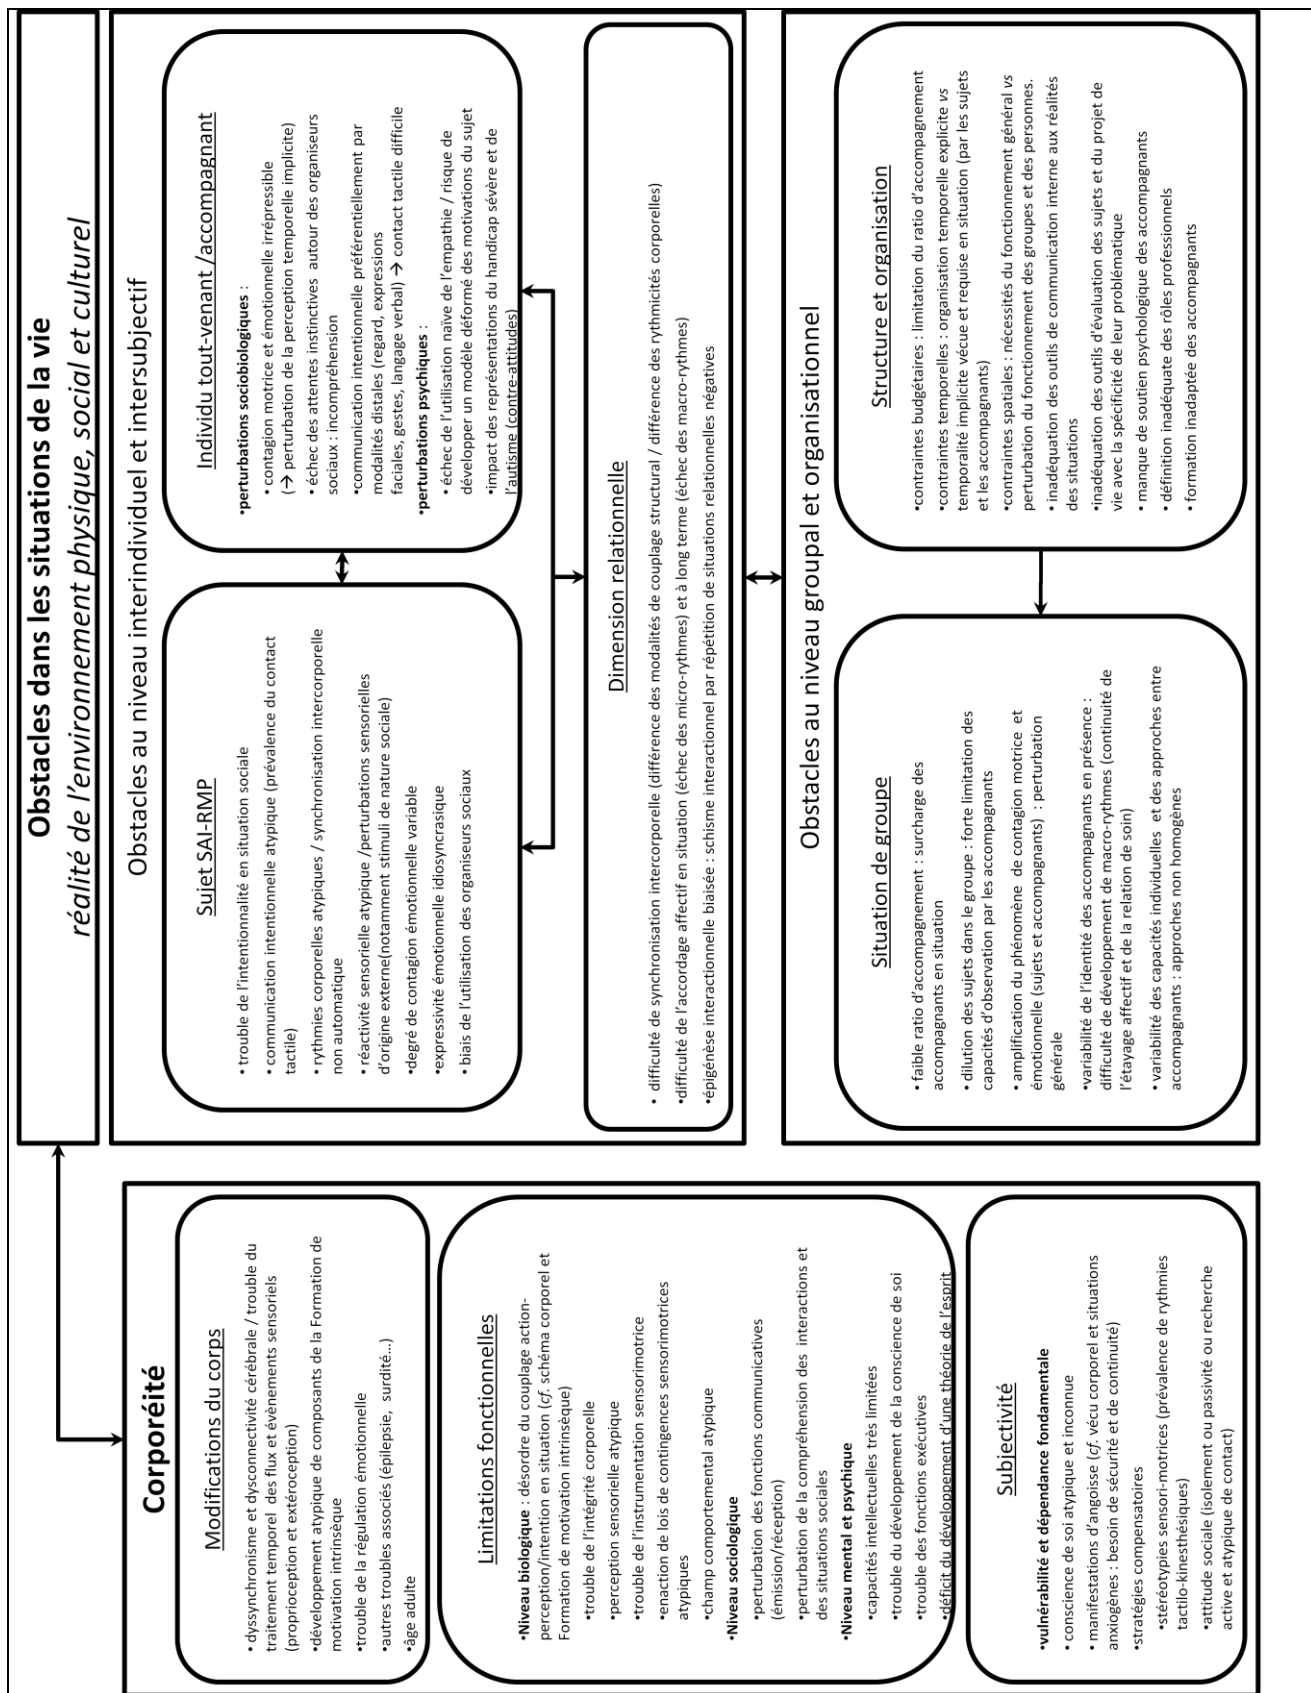 Obstacles dans les situations de la vie
réalité de l'environnement physique, social et culturel
Corporéité
Modifications du corps
• dyssynchronisme et dysconnectivité cérébrale / trouble du
traitement temporel des flux et évènements sensoriels
(proprioception et extéroception)
•développement atypique de composants de la Formation de
motivation intrinsèque
•trouble de la régulation émotionnelle
•autres troubles associés (épilepsie, surdité...)
•âge adulte
Limitations fonctionnelles
•Niveau biologique : désordre du couplage action-
perception/intention en situation (cf. schéma corporel et
Formation de motivation intrinsèque)
•trouble de l'intégrité corporelle
•perception sensorielle atypique
•trouble de l'instrumentation sensorimotrice
•enaction de lois de contingences sensorimotrices
atypiques
•champ comportemental atypique
•Niveau sociologique
•perturbation des fonctions communicatives
(émission/réception)
•perturbation de la compréhension des interactions et
des situations sociales
•Niveau mental et psychique
•capacités intellectuelles très limitées
•trouble du développement de la conscience de soi
•trouble des fonctions exécutives
•déficit du développement d'une théorie de l'esprit
Subjectivité
•vulnérabilité et dépendance fondamentale
• conscience de soi atypique et inconnue
• manifestations d'angoisse (cf. vécu corporel et situations
anxiogènes : besoin de sécurité et de continuité)
•stratégies compensatoires
•stéréotypies sensori-motrices (prévalence de rythmies
tactilo-kinesthésiques)
•attitude sociale (isolement ou passivité ou recherche
active et atypique de contact)
Obstacles au niveau interindividuel et intersubjectif
Sujet SAI-RMP
• trouble de l'intentionnalité en situation sociale
• communication intentionnelle atypique (prévalence du contact
tactile)
• rythmies corporelles atypiques / synchronisation intercorporelle
non automatique
• réactivité sensorielle atypique /perturbations sensorielles
d'origine externe(notamment stimuli de nature sociale)
•degré de contagion émotionnelle variable
•expressivité émotionnelle idiosyncrasique
• biais de l'utilisation des organiseurs sociaux
Individu tout-venant /accompagnant
•perturbations sociobiologiques :
• contagion motrice et émotionnelle irrépressible
(→ perturbation de la perception temporelle implicite)
• échec des attentes instinctives autour des organiseurs
sociaux : incompréhension
•communication intentionnelle préférentiellement par
modalités distales (regard, expressions
faciales, gestes, langage verbal) → contact tactile difficile
•perturbations psychiques :
• échec de l'utilisation naïve de l'empathie / risque de
développer un modèle déformé des motivations du sujet
•impact des représentations du handicap sévère et de
l'autisme (contre-attitudes)
Dimension relationnelle
• difficulté de synchronisation intercorporelle (différence des modalités de couplage structural / différence des rythmicités corporelles)
•difficulté de l'accordage affectif en situation (échec des micro-rythmes) et à long terme (échec des macro-rythmes)
•épigénèse interactionnelle biaisée : schisme interactionnel par répétition de situations relationnelles négatives
Obstacles au niveau groupal et organisationnel
Situation de groupe
• faible ratio d'accompagnement : surcharge des
accompagnants en situation
• dilution des sujets dans le groupe : forte limitation des
capacités d'observation par les accompagnants
• amplification du phénomène de contagion motrice et
émotionnelle (sujets et accompagnants) : perturbation
générale
•variabilité de l'identité des accompagnants en présence :
difficulté de développement de macro-rythmes (continuité de
l'étayage affectif et de la relation de soin)
• variabilité des capacités individuelles et des approches entre
accompagnants : approches non homogènes
Structure et organisation
•contraintes budgétaires : limitation du ratio d'accompagnement
•contraintes temporelles : organisation temporelle explicite vs
temporalité implicite vécue et requise en situation (par les sujets
et les accompagnants)
•contraintes spatiales : nécessités du fonctionnement général vs
perturbation du fonctionnement des groupes et des personnes.
• inadéquation des outils de communication interne aux réalités
des situations
•inadéquation des outils d'évaluation des sujets et du projet de
vie avec la spécificité de leur problématique
• manque de soutien psychologique des accompagnants
• définition inadéquate des rôles professionnels
• formation inadaptée des accompagnants